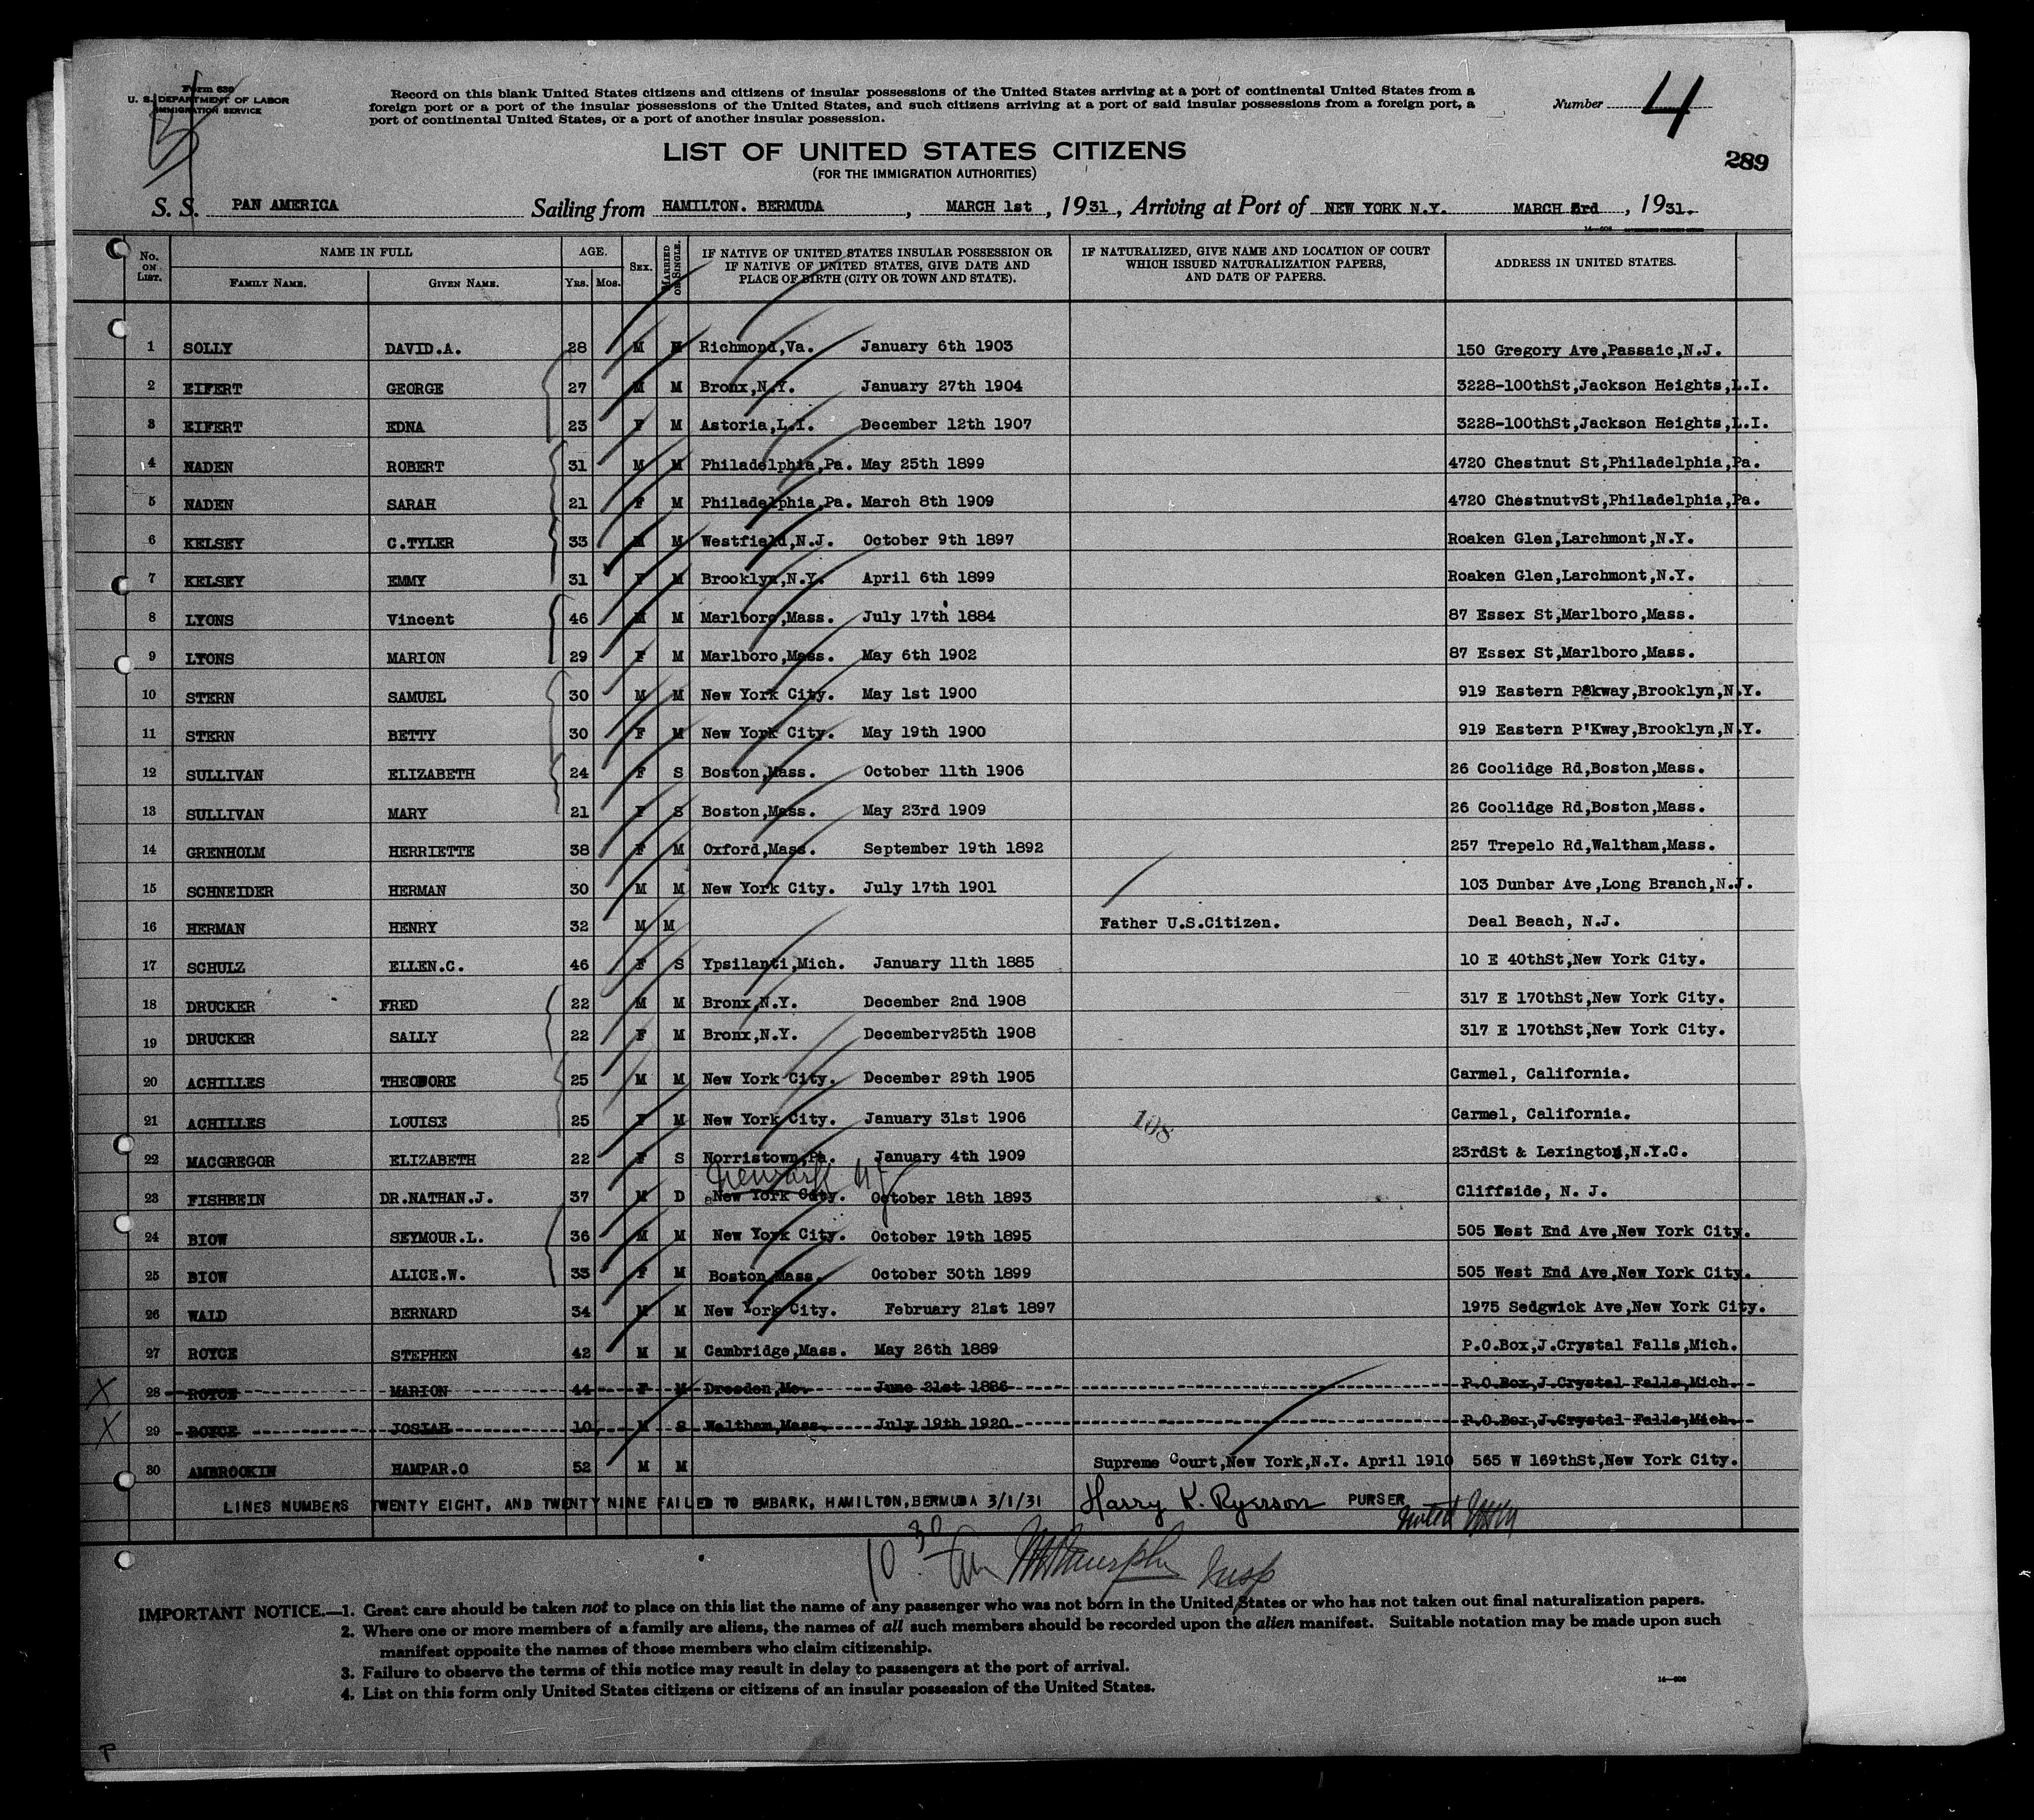 Form 630
U. S. DEPARTMENT OF LABOR
IMMIGRATION SERVICE
Record on this blank United States citizens and citizens of insular possessions of the United States arriving at a port of continental United States from a
foreign port or a port of the insular possessions of the United States, and such citizens arriving at a port of said insular possessions from a foreign port, a
port of continental United States, or a port of another insular possession.
Number 4
LIST OF UNITED STATES CITIZENS
(FOR THE IMMIGRATION AUTHORITIES)
289
S. S. PAN AMERICA Sailing from HAMILTON. BERMUDA, MARCH 1st, 1931, Arriving at Port of NEW YORK N.Y. MARCH 3rd, 1931.
No. ON LIST. NAME IN FULL FAMILY NAME. GIVEN NAME. AGE. YRS. MOS. SEX. MARRIED OR SINGLE. IF NATIVE OF UNITED STATES INSULAR POSSESSION OR IF NATIVE OF UNITED STATES, GIVE DATE AND PLACE OF BIRTH (CITY OR TOWN AND STATE). IF NATURALIZED, GIVE NAME AND LOCATION OF COURT WHICH ISSUED NATURALIZATION PAPERS, AND DATE OF PAPERS. ADDRESS IN UNITED STATES.
1 SOLLY DAVID.A. 28 M M Richmond,Va. January 6th 1903 150 Gregory Ave,Passaic,N.J.
2 EIFERT GEORGE 27 M M Bronx,N.Y. January 27th 1904 3228-100thSt,Jackson Heights,L.I.
3 EIFERT EDNA 23 F M Astoria,L.I. December 12th 1907 3228-100thSt,Jackson Heights,L.I.
4 NADEN ROBERT 31 M M Philadelphia,Pa. May 25th 1899 4720 Chestnut St,Philadelphia,Pa.
5 NADEN SARAH 21 F M Philadelphia,Pa. March 8th 1909 4720 ChestnutvSt,Philadelphia,Pa.
6 KELSEY C.TYLER 33 M M Westfield,N.J. October 9th 1897 Roaken Glen,Larchmont,N.Y.
7 KELSEY EMMY 31 F M Brooklyn,N.Y. April 6th 1899 Roaken Glen,Larchmont,N.Y.
8 LYONS Vincent 46 M M Marlboro,Mass. July 17th 1884 87 Essex St,Marlboro,Mass.
9 LYONS MARION 29 F M Marlboro,Mass. May 6th 1902 87 Essex St,Marlboro,Mass.
10 STERN SAMUEL 30 M M New York City. May 1st 1900 919 Eastern P'kway,Brooklyn,N.Y.
11 STERN BETTY 30 F M New York City. May 19th 1900 919 Eastern P'Kway,Brooklyn,N.Y.
12 SULLIVAN ELIZABETH 24 F S Boston,Mass. October 11th 1906 26 Coolidge Rd,Boston,Mass.
13 SULLIVAN MARY 21 F S Boston,Mass. May 23rd 1909 26 Coolidge Rd,Boston,Mass.
14 GRENHOLM HERRIETTE 38 F M Oxford,Mass. September 19th 1892 257 Trepelo Rd,Waltham,Mass.
15 SCHNEIDER HERMAN 30 M M New York City. July 17th 1901 103 Dunbar Ave,Long Branch,N.J.
16 HERMAN HENRY 32 M M Father U.S.Citizen. Deal Beach, N.J.
17 SCHULZ ELLEN.C. 46 F S Ypsilanti,Mich. January 11th 1885 10 E 40thSt,New York City.
18 DRUCKER FRED 22 M M Bronx,N.Y. December 2nd 1908 317 E 170thSt,New York City.
19 DRUCKER SALLY 22 F M Bronx,N.Y. Decemberv25th 1908 317 E 170thSt,New York City.
20 ACHILLES THEODORE 25 M M New York City. December 29th 1905 Carmel, California.
21 ACHILLES LOUISE 25 F M New York City. January 31st 1906 108 Carmel, California.
22 MACGREGOR ELIZABETH 22 F S Norristown,Pa. January 4th 1909 23rdSt & Lexington,N.Y.C.
Newark NJ
23 FISHBEIN DR.NATHAN.J. 37 M D New York City. October 18th 1893 Cliffside, N. J.
24 BIOW SEYMOUR.L. 36 M M New York City. October 19th 1895 505 West End Ave,New York City.
25 BIOW ALICE.W. 33 F M Boston,Mass. October 30th 1899 505 West End Ave,New York City.
26 WALD BERNARD 34 M M New York City. February 21st 1897 1975 Sedgwick Ave,New York City.
27 ROYCE STEPHEN 42 M M Cambridge,Mass. May 26th 1889 P.O.Box,J.Crystal Falls,Mich.
X 28 ROYCE MARION 44 F M Dresden,Me. June 21st 1886 P.O.Box,J.Crystal Falls,Mich.
X 29 ROYCE JOSIAH 10 M S Waltham,Mass. July 19th 1920 P.O.Box,J.Crystal Falls,Mich.
30 AMBROOKIN HAMPAR.O 52 M M Supreme Court,New York,N.Y. April 1910 565 W 169thSt,New York City.
LINES NUMBERS TWENTY EIGHT, AND TWENTY NINE FAILED TO EMBARK, HAMILTON,BERMUDA 3/1/31 Harry K. Ryerson PURSER
noted
10 30 am Murphy Insp
IMPORTANT NOTICE.—1. Great care should be taken not to place on this list the name of any passenger who was not born in the United States or who has not taken out final naturalization papers.
2. Where one or more members of a family are aliens, the names of all such members should be recorded upon the alien manifest. Suitable notation may be made upon such
manifest opposite the names of those members who claim citizenship.
3. Failure to observe the terms of this notice may result in delay to passengers at the port of arrival.
4. List on this form only United States citizens or citizens of an insular possession of the United States.